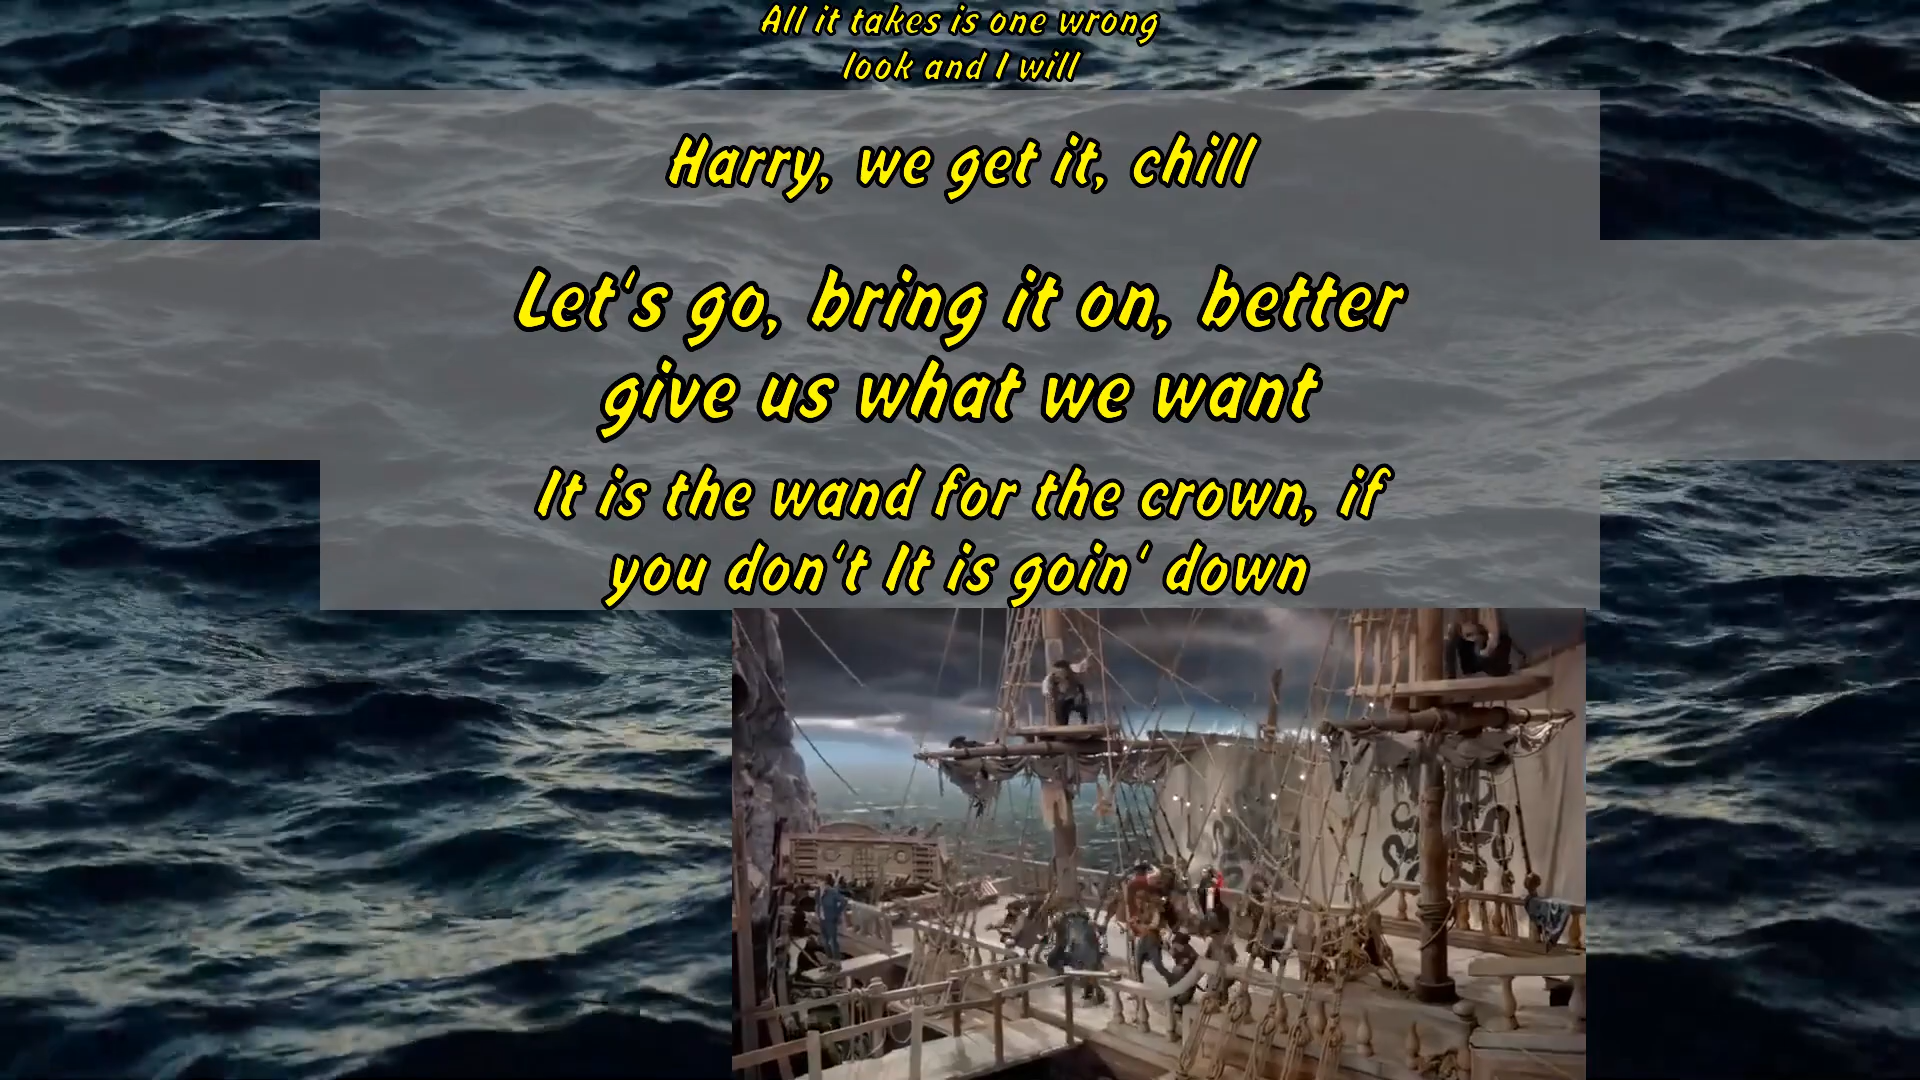 All it takes is one wrong
look and I will
Harry, we get it, chill
Let's go, bring it on, better
give us what we want
It is the wand for the crown, if
you don't It is goin' down